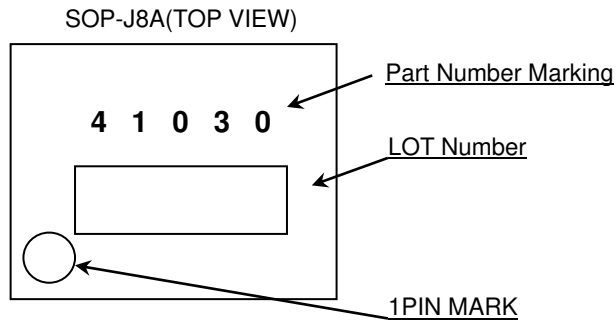 SOP-J8A(TOP VIEW)
Part Number Marking
4 1 0 3 0
LOT Number
1PIN MARK